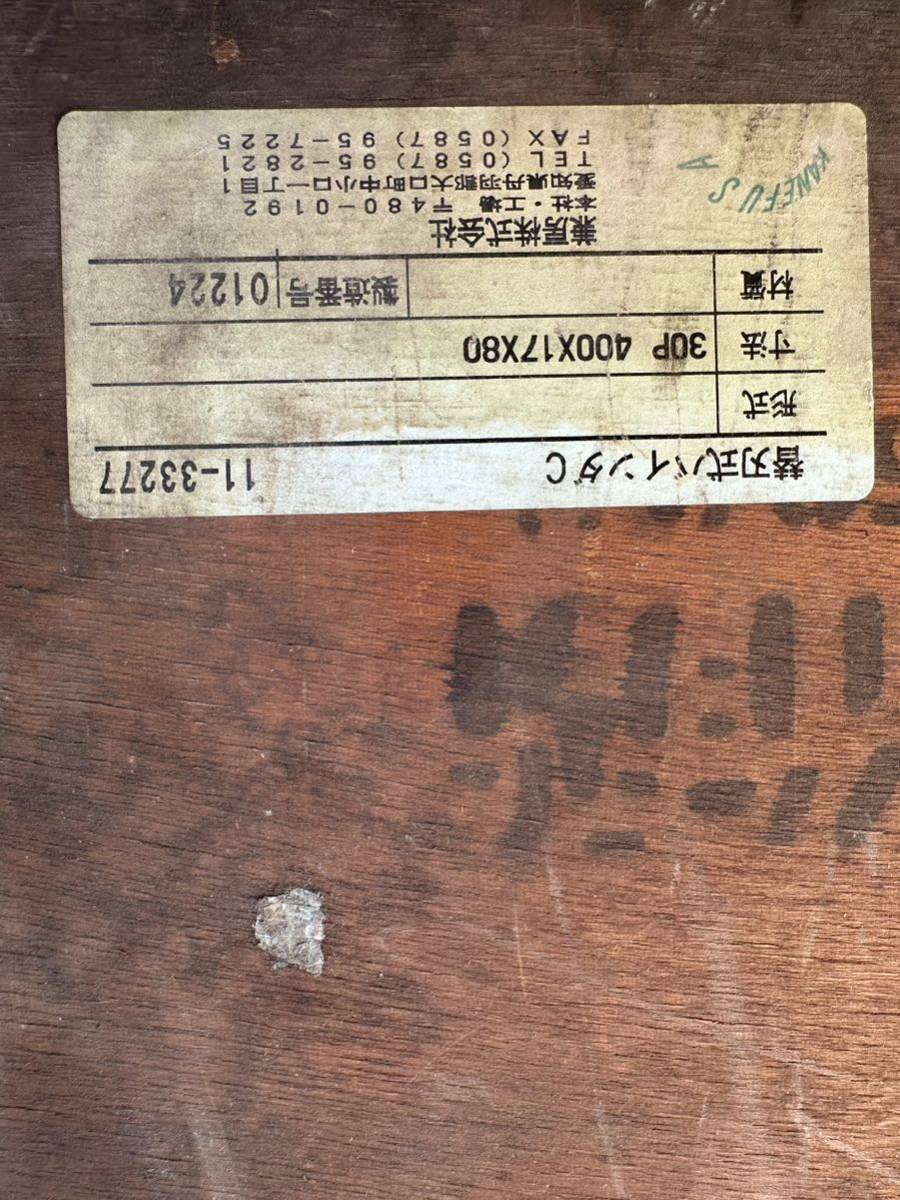 替刃式バインダC 11-33277
形式
寸法 30P 400X17X80
材質 製造番号 01224
兼房株式会社
本社・工場 〒480-0192
愛知県丹羽郡大口町中小口一丁目1
TEL (0587) 95-2821
FAX (0587) 95-7225
KANEFUSA